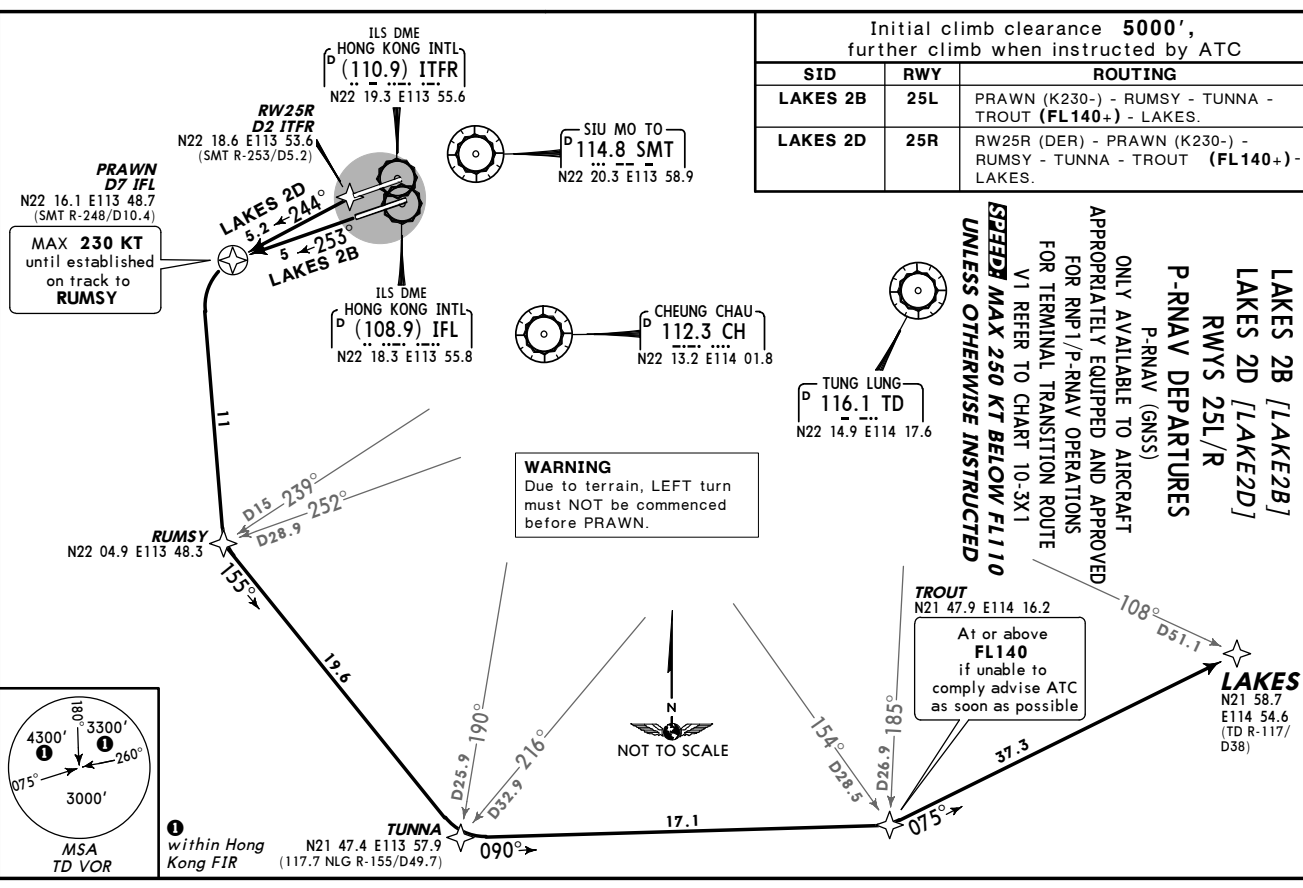 ILS DME
HONG KONG INTL
D (110.9) ITFR
N22 19.3 E113 55.6
RW25R
D2 ITFR
N22 18.6 E113 53.6
(SMT R-253/D5.2)
PRAWN
D7 IFL
N22 16.1 E113 48.7
(SMT R-248/D10.4)
MAX 230 KT
until established
on track to
RUMSY
LAKES 2D
5.2 244°
5 253°
LAKES 2B
SIU MO TO
D 114.8 SMT
N22 20.3 E113 58.9
ILS DME
HONG KONG INTL
D (108.9) IFL
N22 18.3 E113 55.8
CHEUNG CHAU
D 112.3 CH
N22 13.2 E114 01.8
TUNG LUNG
D 116.1 TD
N22 14.9 E114 17.6
Initial climb clearance 5000',
further climb when instructed by ATC
SID RWY ROUTING
LAKES 2B 25L PRAWN (K230-) - RUMSY - TUNNA -
TROUT (FL140+) - LAKES.
LAKES 2D 25R RW25R (DER) - PRAWN (K230-) -
RUMSY - TUNNA - TROUT (FL140+) -
LAKES.
LAKES 2B [LAKE2B]
LAKES 2D [LAKE2D]
RWYS 25L/R
P-RNAV DEPARTURES
P-RNAV (GNSS)
ONLY AVAILABLE TO AIRCRAFT
APPROPRIATELY EQUIPPED AND APPROVED
FOR RNP1/P-RNAV OPERATIONS
FOR TERMINAL TRANSITION ROUTE
V1 REFER TO CHART 10-3X1
SPEED: MAX 250 KT BELOW FL110
UNLESS OTHERWISE INSTRUCTED
11
D15 239°
D28.9 252°
RUMSY
N22 04.9 E113 48.3
155°
19.6
WARNING
Due to terrain, LEFT turn
must NOT be commenced
before PRAWN.
D25.9 190°
D32.9 216°
N
NOT TO SCALE
154° D28.5
D26.9 185°
TROUT
N21 47.9 E114 16.2
At or above
FL140
if unable to
comply advise ATC
as soon as possible
108° D51.1
LAKES
N21 58.7
E114 54.6
(TD R-117/
D38)
37.3
075°
17.1
090°
TUNNA
N21 47.4 E113 57.9
(117.7 NLG R-155/D49.7)
180°
4300' 3300'
1 1
260°
075°
3000'
MSA
TD VOR
1
within Hong
Kong FIR